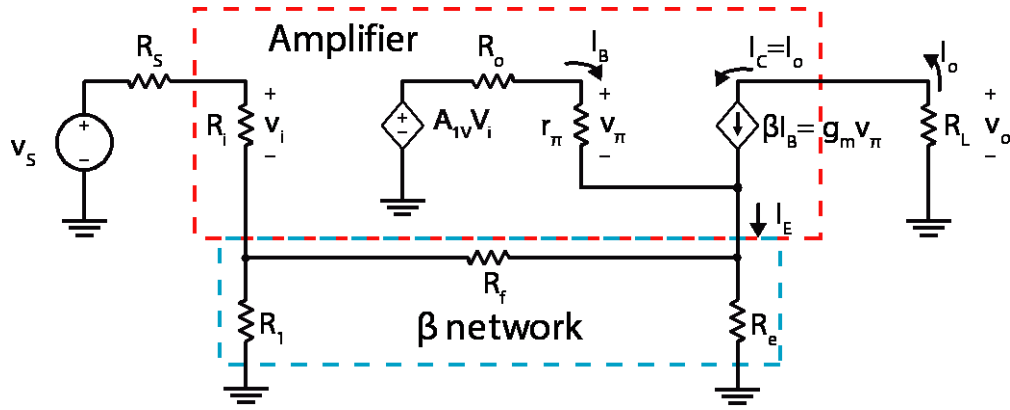 Amplifier
R_s
R_o
I_B
I_C=I_o
I_o
+
v_s
+
−
R_i
+
v_i
−
+
−
A_1V V_i
r_π
+
v_π
−
βI_B = g_m v_π
R_L
+
v_o
−
I_E
R_f
R_1
β network
R_e